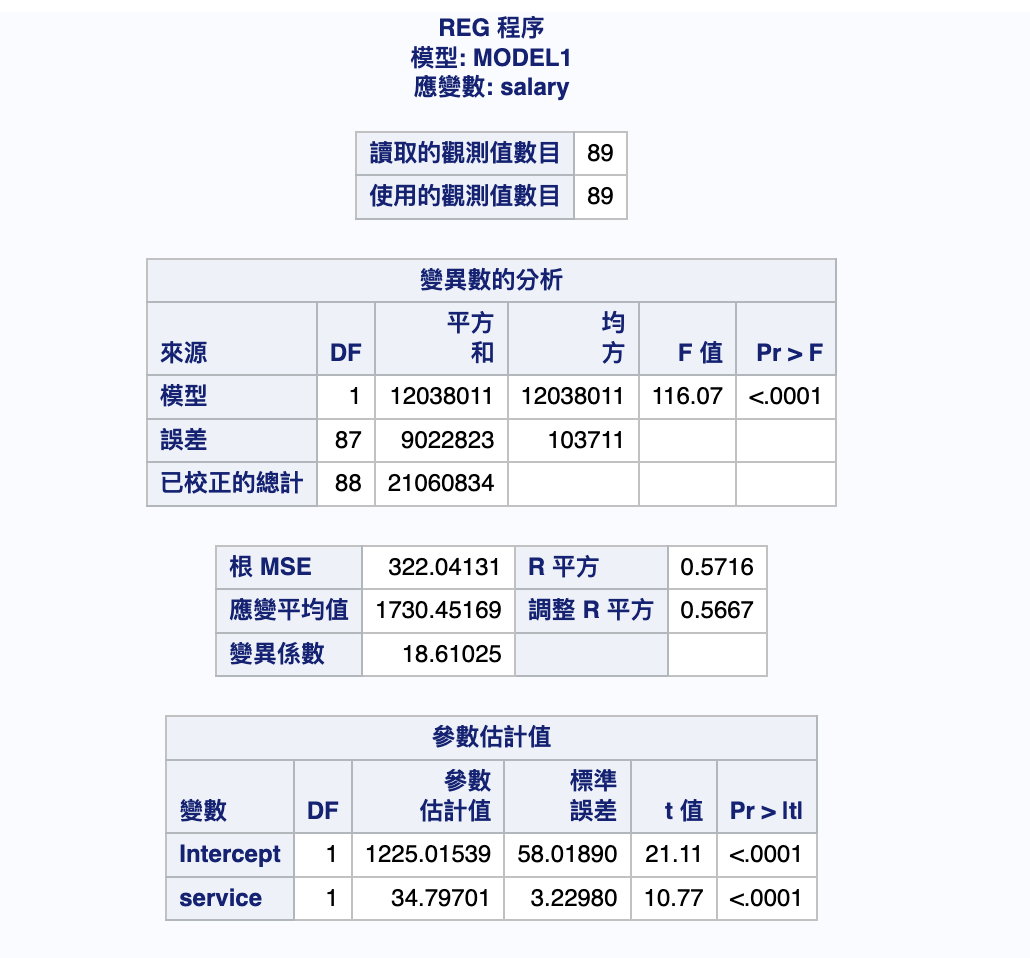 REG 程序
模型: MODEL1
應變數: salary
讀取的觀測值數目 89
使用的觀測值數目 89
變異數的分析
來源 DF 平方和 均方 F 值 Pr > F
模型 1 12038011 12038011 116.07 <.0001
誤差 87 9022823 103711
已校正的總計 88 21060834
根 MSE 322.04131 R 平方 0.5716
應變平均值 1730.45169 調整 R 平方 0.5667
變異係數 18.61025
參數估計值
變數 DF 參數估計值 標準誤差 t 值 Pr > |t|
Intercept 1 1225.01539 58.01890 21.11 <.0001
service 1 34.79701 3.22980 10.77 <.0001